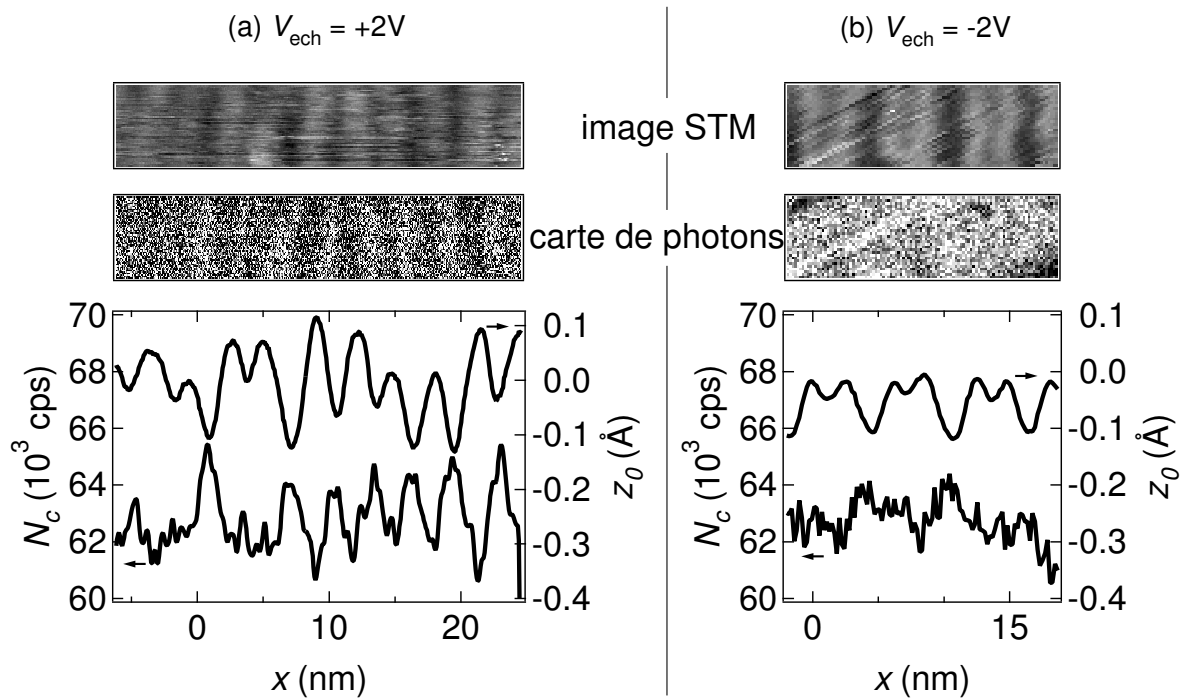 (a) V_ech = +2V
(b) V_ech = -2V
image STM
carte de photons
70
68
66
64
62
60
N_c (10^3 cps)
0.1
0.0
-0.1
-0.2
-0.3
-0.4
z_0 (Å)
0
10
20
x (nm)
70
68
66
64
62
60
N_c (10^3 cps)
0.1
0.0
-0.1
-0.2
-0.3
-0.4
z_0 (Å)
0
15
x (nm)